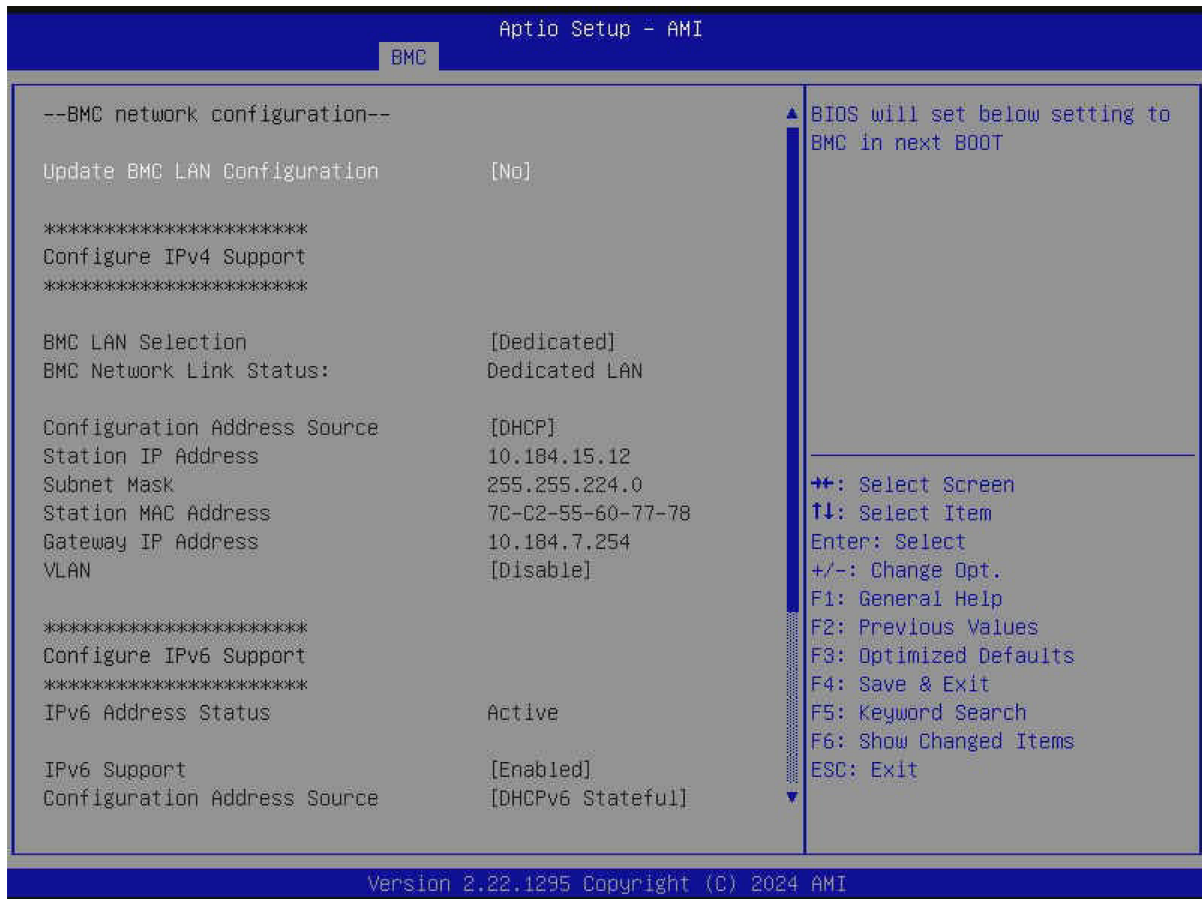 Aptio Setup – AMI
BMC
--BMC network configuration--
Update BMC LAN Configuration [No]
**********************
Configure IPv4 Support
**********************
BMC LAN Selection [Dedicated]
BMC Network Link Status: Dedicated LAN
Configuration Address Source [DHCP]
Station IP Address 10.184.15.12
Subnet Mask 255.255.224.0
Station MAC Address 7C-C2-55-60-77-78
Gateway IP Address 10.184.7.254
VLAN [Disable]
**********************
Configure IPv6 Support
**********************
IPv6 Address Status Active
IPv6 Support [Enabled]
Configuration Address Source [DHCPv6 Stateful]
BIOS will set below setting to
BMC in next BOOT
→←: Select Screen
↑↓: Select Item
Enter: Select
+/-: Change Opt.
F1: General Help
F2: Previous Values
F3: Optimized Defaults
F4: Save & Exit
F5: Keyword Search
F6: Show Changed Items
ESC: Exit
Version 2.22.1295 Copyright (C) 2024 AMI